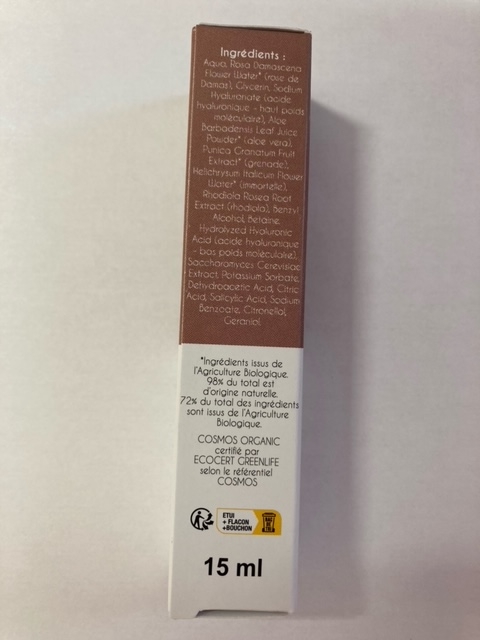 Ingrédients :
Aqua, Rosa Damascena
Flower Water* (rose de
Damas), Glycerin, Sodium
Hyaluronate (acide
hyaluronique - haut poids
moléculaire), Aloe
Barbadensis Leaf Juice
Powder* (aloe vera),
Punica Granatum Fruit
Extract* (grenade),
Helichrysum Italicum Flower
Water* (immortelle),
Rhodiola Rosea Root
Extract (rhodiola), Benzyl
Alcohol, Betaine,
Hydrolyzed Hyaluronic
Acid (acide hyaluronique
- bas poids moléculaire),
Saccharomyces Cerevisiae
Extract, Potassium Sorbate,
Dehydroacetic Acid, Citric
Acid, Salicylic Acid, Sodium
Benzoate, Citronellol,
Geraniol.
*Ingrédients issus de
l'Agriculture Biologique.
98% du total est
d'origine naturelle.
72% du total des ingrédients
sont issus de l'Agriculture
Biologique.
COSMOS ORGANIC
certifié par
ECOCERT GREENLIFE
selon le référentiel
COSMOS
ETUI
+ FLACON
+BOUCHON
15 ml